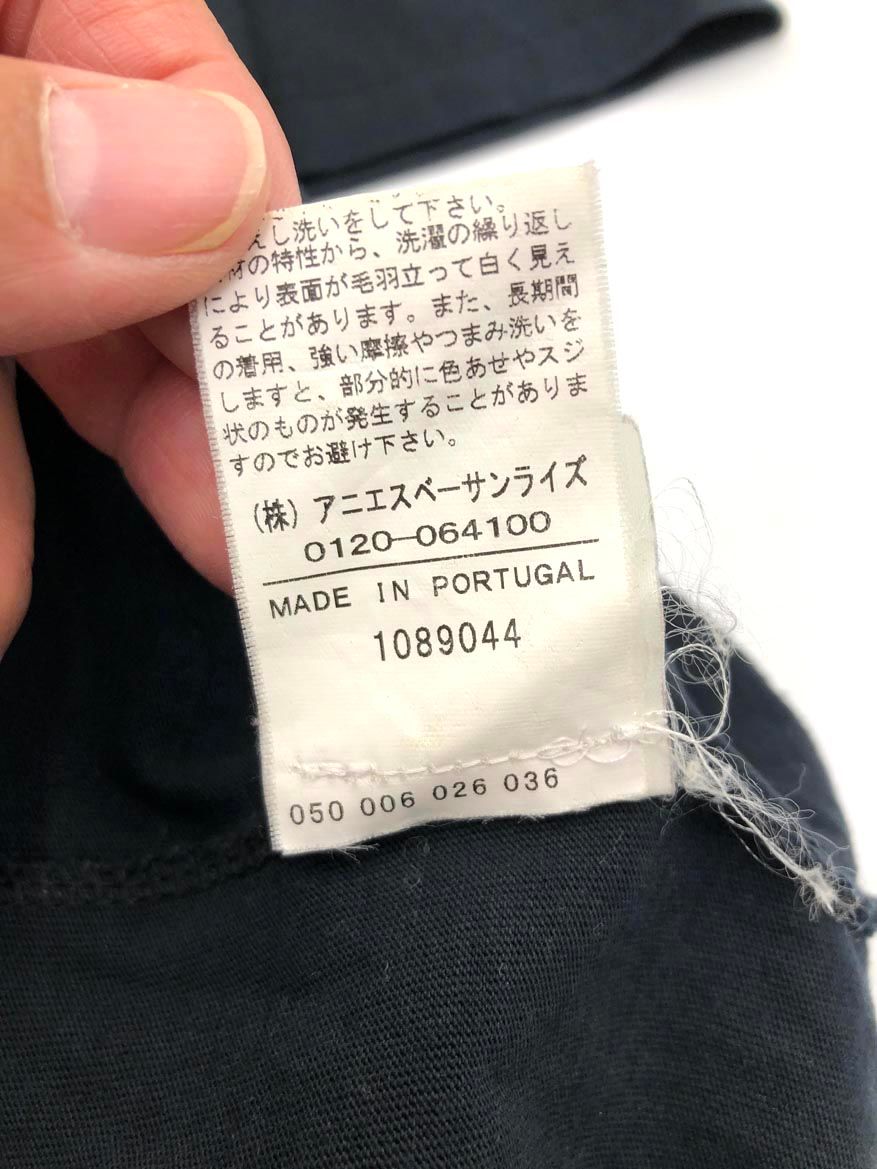 えし洗いをして下さい。
材の特性から、洗濯の繰り返し
により表面が毛羽立って白く見え
ることがあります。また、長期間
の着用、強い摩擦やつまみ洗いを
しますと、部分的に色あせやスジ
状のものが発生することがありま
すのでお避け下さい。
(株) アニエスベーサンライズ
0120-064100
MADE IN PORTUGAL
1089044
050 006 026 036